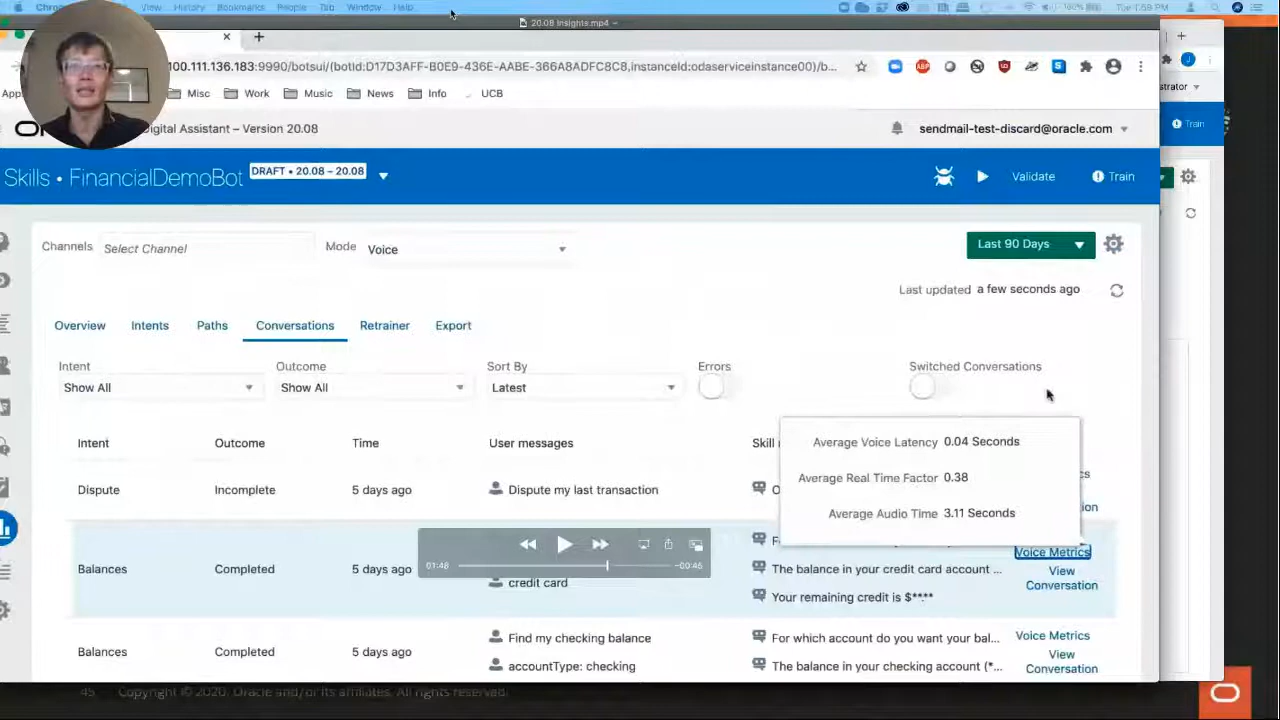 View History Bookmarks People Tab Window Help
Tue 1:58 PM
20.08 Insights.mp4
100.111.136.183:9990/botsui/(botId:D17D3AFF-B0E9-43FE-AABE-366A8ADFC8C8,instanceId:odaserviceinstance00)/b...
Misc Work Music News Info UCB
Digital Assistant – Version 20.08
sendmail-test-discard@oracle.com
strator
Skills • FinancialDemoBot DRAFT • 20.08 – 20.08
Validate Train
Train
Channels Select Channel Mode Voice Last 90 Days
Last updated a few seconds ago
Overview Intents Paths Conversations Retrainer Export
Intent Outcome Sort By Errors Switched Conversations
Show All Show All Latest
Intent Outcome Time User messages Skill
Average Voice Latency 0.04 Seconds
Average Real Time Factor 0.38
Average Audio Time 3.11 Seconds
Dispute Incomplete 5 days ago Dispute my last transaction
Balances Completed 5 days ago
01:48 -00:45
credit card
The balance in your credit card account ...
Your remaining credit is $**.**
Voice Metrics
View Conversation
Balances Completed 5 days ago
Find my checking balance
accountType: checking
For which account do you want your bal...
The balance in your checking account (*...
Voice Metrics
View Conversation
45 Copyright © 2020, Oracle and/or its affiliates. All rights reserved.